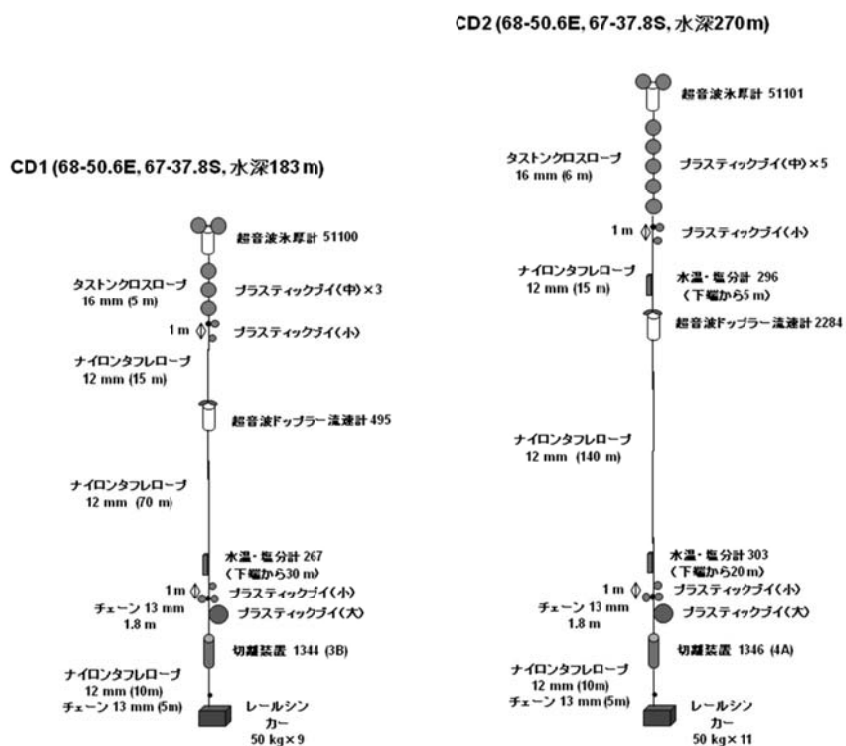 CD2 (68-50.6E, 67-37.8S, 水深270m)
超音波氷厚計 51101
タストンクロスロープ
16 mm (6 m)
プラスティックブイ(中)×5
1 m
プラスティックブイ(小)
ナイロンタフレロープ
12 mm (15 m)
水温・塩分計 296
(下端から5 m)
超音波ドップラー流速計 2284
ナイロンタフレロープ
12 mm (140 m)
水温・塩分計 303
(下端から20 m)
1 m
プラスティックブイ(小)
チェーン 13 mm
1.8 m
プラスティックブイ(大)
切離装置 1346 (4A)
ナイロンタフレロープ
12 mm (10m)
チェーン 13 mm (5m)
レールシン
カー
50 kg×11
CD1 (68-50.6E, 67-37.8S, 水深183 m)
超音波氷厚計 51100
タストンクロスロープ
16 mm (5 m)
プラスティックブイ(中)×3
1 m
プラスティックブイ(小)
ナイロンタフレロープ
12 mm (15 m)
超音波ドップラー流速計 495
ナイロンタフレロープ
12 mm (70 m)
水温・塩分計 267
(下端から30 m)
1 m
プラスティックブイ(小)
チェーン 13 mm
1.8 m
プラスティックブイ(大)
切離装置 1344 (3B)
ナイロンタフレロープ
12 mm (10m)
チェーン 13 mm (5m)
レールシン
カー
50 kg×9